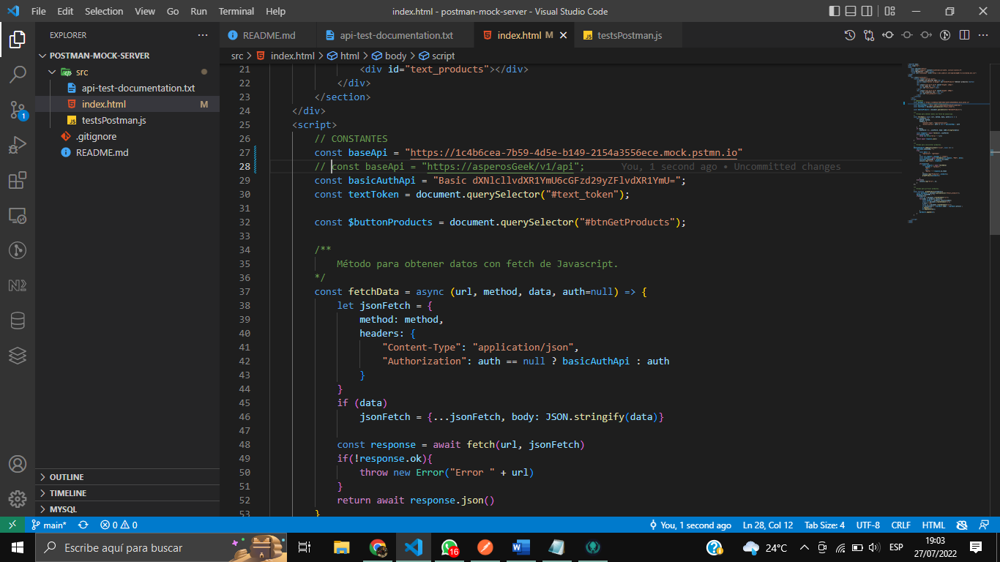 File Edit Selection View Go Run Terminal Help
index.html - postman-mock-server - Visual Studio Code
EXPLORER
POSTMAN-MOCK-SERVER
src
api-test-documentation.txt
index.html M
testsPostman.js
.gitignore
README.md
OUTLINE
TIMELINE
MYSQL
README.md api-test-documentation.txt index.html M testsPostman.js
src > index.html > html > body > script
21 <div id="text_products"></div>
22 </div>
23 </section>
24 </div>
25 <script>
26 // CONSTANTES
27 const baseApi = "https://1c4b6cea-7b59-4d5e-b149-2154a3556ece.mock.pstmn.io"
28 // const baseApi = "https://asperosGeek/v1/api"; You, 1 second ago • Uncommitted changes
29 const basicAuthApi = "Basic dXNlcllvdXR1YmU6cGFzd29yZFlvdXR1YmU=";
30 const textToken = document.querySelector("#text_token");
31
32 const $buttonProducts = document.querySelector("#btnGetProducts");
33
34 /**
35 Método para obtener datos con fetch de Javascript.
36 */
37 const fetchData = async (url, method, data, auth=null) => {
38 let jsonFetch = {
39 method: method,
40 headers: {
41 "Content-Type": "application/json",
42 "Authorization": auth == null ? basicAuthApi : auth
43 }
44 }
45 if (data)
46 jsonFetch = {...jsonFetch, body: JSON.stringify(data)}
47
48 const response = await fetch(url, jsonFetch)
49 if(!response.ok){
50 throw new Error("Error " + url)
51 }
52 return await response.json()
53 }
1
main* 0 0 You, 1 second ago Ln 28, Col 12 Tab Size: 4 UTF-8 CRLF HTML
Escribe aquí para buscar
16
24°C
ESP
19:03
27/07/2022